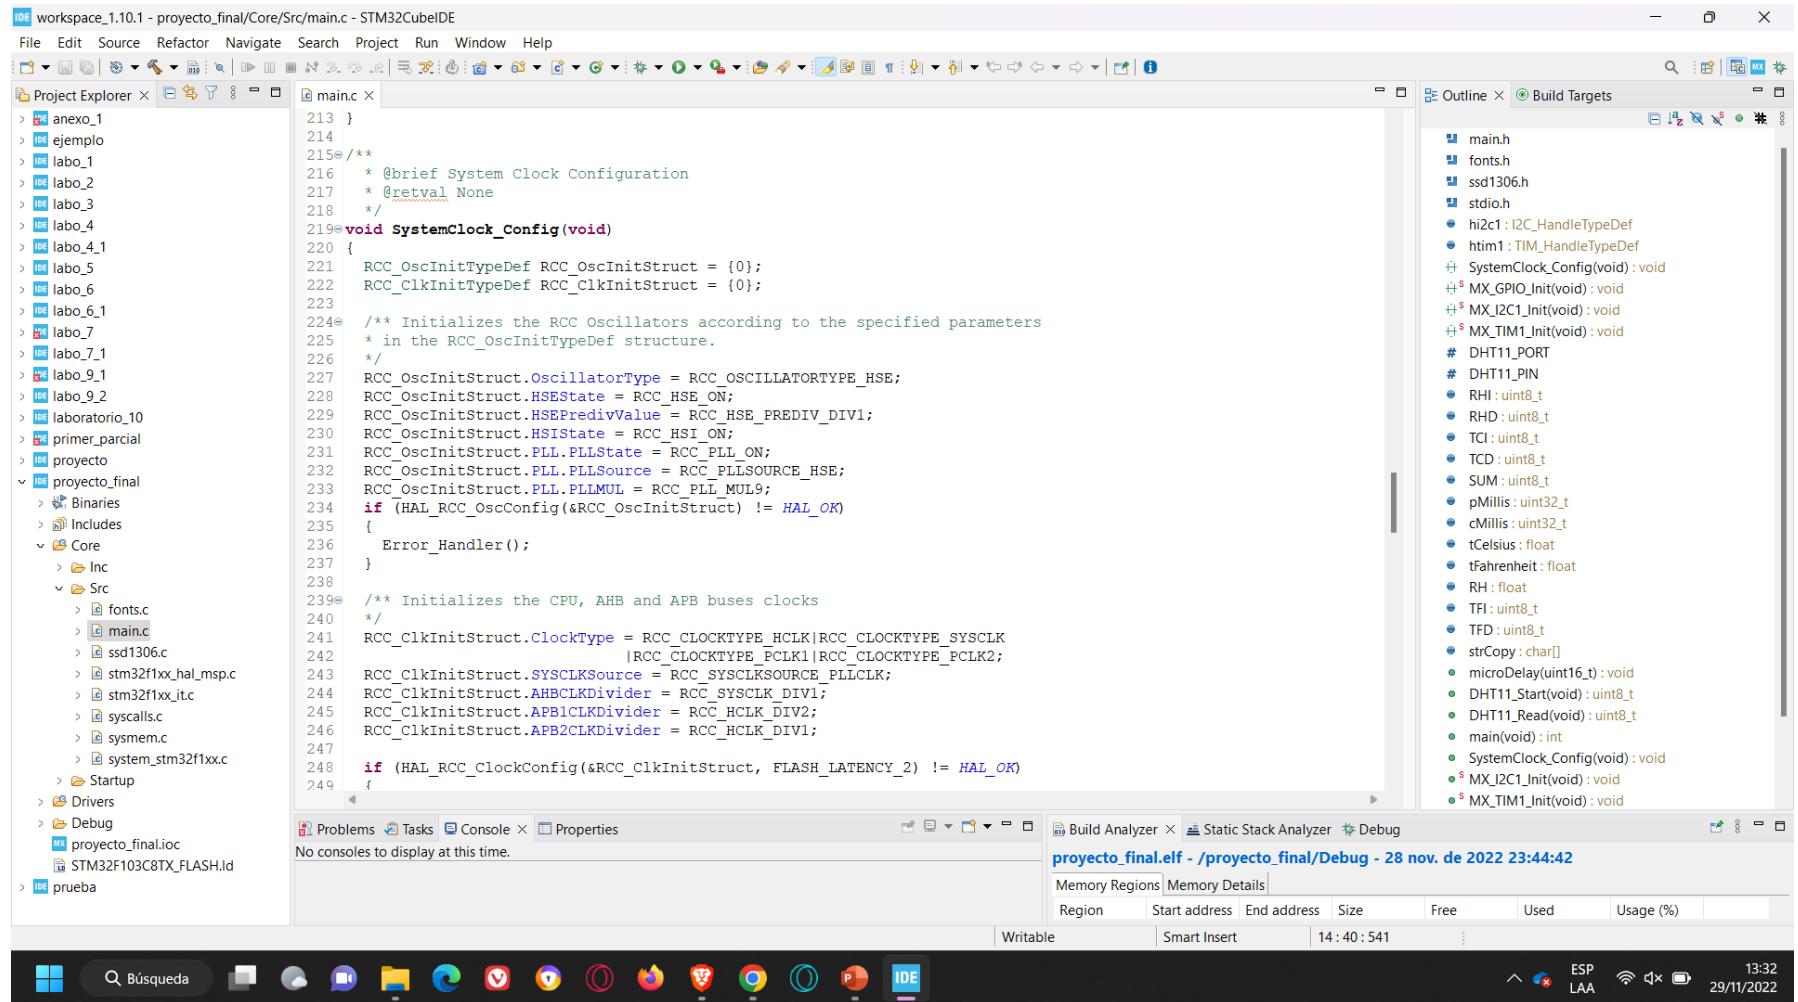 workspace_1.10.1 - proyecto_final/Core/Src/main.c - STM32CubeIDE
File Edit Source Refactor Navigate Search Project Run Window Help
Project Explorer
anexo_1
ejemplo
labo_1
labo_2
labo_3
labo_4
labo_4_1
labo_5
labo_6
labo_6_1
labo_7
labo_7_1
labo_9_1
labo_9_2
laboratorio_10
primer_parcial
proyecto
proyecto_final
Binaries
Includes
Core
Inc
Src
fonts.c
main.c
ssd1306.c
stm32f1xx_hal_msp.c
stm32f1xx_it.c
syscalls.c
sysmem.c
system_stm32f1xx.c
Startup
Drivers
Debug
proyecto_final.ioc
STM32F103C8TX_FLASH.ld
prueba
main.c
213 }
214
215 /**
216 * @brief System Clock Configuration
217 * @retval None
218 */
219 void SystemClock_Config(void)
220 {
221 RCC_OscInitTypeDef RCC_OscInitStruct = {0};
222 RCC_ClkInitTypeDef RCC_ClkInitStruct = {0};
223
224 /** Initializes the RCC Oscillators according to the specified parameters
225 * in the RCC_OscInitTypeDef structure.
226 */
227 RCC_OscInitStruct.OscillatorType = RCC_OSCILLATORTYPE_HSE;
228 RCC_OscInitStruct.HSEState = RCC_HSE_ON;
229 RCC_OscInitStruct.HSEPredivValue = RCC_HSE_PREDIV_DIV1;
230 RCC_OscInitStruct.HSIState = RCC_HSI_ON;
231 RCC_OscInitStruct.PLL.PLLState = RCC_PLL_ON;
232 RCC_OscInitStruct.PLL.PLLSource = RCC_PLLSOURCE_HSE;
233 RCC_OscInitStruct.PLL.PLLMUL = RCC_PLL_MUL9;
234 if (HAL_RCC_OscConfig(&RCC_OscInitStruct) != HAL_OK)
235 {
236 Error_Handler();
237 }
238
239 /** Initializes the CPU, AHB and APB buses clocks
240 */
241 RCC_ClkInitStruct.ClockType = RCC_CLOCKTYPE_HCLK|RCC_CLOCKTYPE_SYSCLK
242 |RCC_CLOCKTYPE_PCLK1|RCC_CLOCKTYPE_PCLK2;
243 RCC_ClkInitStruct.SYSCLKSource = RCC_SYSCLKSOURCE_PLLCLK;
244 RCC_ClkInitStruct.AHBCLKDivider = RCC_SYSCLK_DIV1;
245 RCC_ClkInitStruct.APB1CLKDivider = RCC_HCLK_DIV2;
246 RCC_ClkInitStruct.APB2CLKDivider = RCC_HCLK_DIV1;
247
248 if (HAL_RCC_ClockConfig(&RCC_ClkInitStruct, FLASH_LATENCY_2) != HAL_OK)
249 {
Outline Build Targets
main.h
fonts.h
ssd1306.h
stdio.h
hi2c1 : I2C_HandleTypeDef
htim1 : TIM_HandleTypeDef
SystemClock_Config(void) : void
MX_GPIO_Init(void) : void
MX_I2C1_Init(void) : void
MX_TIM1_Init(void) : void
DHT11_PORT
DHT11_PIN
RHI : uint8_t
RHD : uint8_t
TCI : uint8_t
TCD : uint8_t
SUM : uint8_t
pMillis : uint32_t
cMillis : uint32_t
tCelsius : float
tFahrenheit : float
RH : float
TFI : uint8_t
TFD : uint8_t
strCopy : char[]
microDelay(uint16_t) : void
DHT11_Start(void) : uint8_t
DHT11_Read(void) : uint8_t
main(void) : int
SystemClock_Config(void) : void
MX_I2C1_Init(void) : void
MX_TIM1_Init(void) : void
Problems Tasks Console Properties
No consoles to display at this time.
Build Analyzer Static Stack Analyzer Debug
proyecto_final.elf - /proyecto_final/Debug - 28 nov. de 2022 23:44:42
Memory Regions Memory Details
Region Start address End address Size Free Used Usage (%)
Writable Smart Insert 14 : 40 : 541
Búsqueda
IDE
ESP
LAA
13:32
29/11/2022